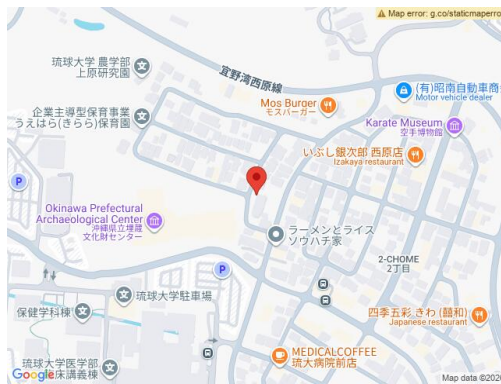 Map error: g.co/staticmaperro
琉球大学 農学部
上原研究園
宜野湾西原線
(有)昭南自動車商
Motor vehicle dealer
Mos Burger
モスバーガー
企業主導型保育事業
うえはら(きらら)保育園
Karate Museum
空手博物館
いぶし銀次郎 西原店
Izakaya restaurant
P
Okinawa Prefectural
Archaeological Center
沖縄県立埋蔵
文化財センター
ラーメンとライス
ソウハチ家
2-CHOME
2丁目
P
琉球大学駐車場
保健学科棟
四季五彩 きわ (囍和)
Japanese restaurant
MEDICALCOFFEE
琉大病院前店
琉球大学医学部
床講義棟
Google
Map data ©202